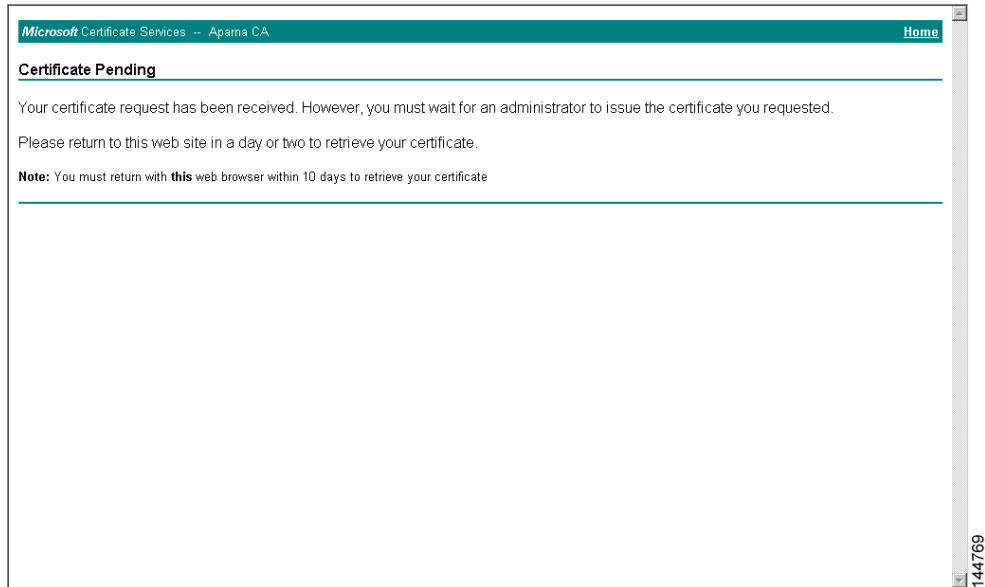 Microsoft Certificate Services -- Aparna CA
Home
Certificate Pending
Your certificate request has been received. However, you must wait for an administrator to issue the certificate you requested.
Please return to this web site in a day or two to retrieve your certificate.
Note: You must return with this web browser within 10 days to retrieve your certificate
144769